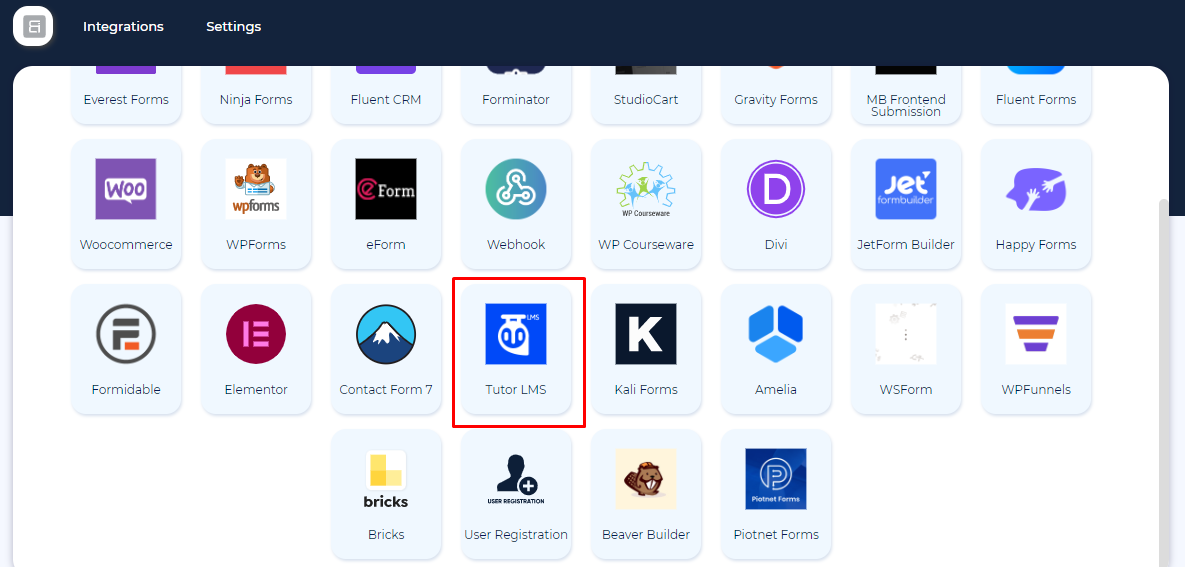 Integrations Settings
Everest Forms Ninja Forms Fluent CRM Forminator StudioCart Gravity Forms MB Frontend Fluent Forms
Submission
WOO wpforms eForm WP Courseware D Jet
formbuilder
Woocommerce WPForms eForm Webhook WP Courseware Divi JetForm Builder Happy Forms
F E LMS K
Formidable Elementor Contact Form 7 Tutor LMS Kali Forms Amelia WSForm WPFunnels
bricks USER REGISTRATION P Piotnet Forms
Bricks User Registration Beaver Builder Piotnet Forms